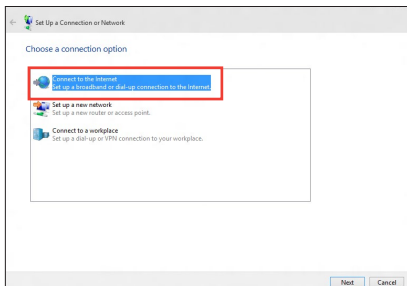 Set Up a Connection or Network
Choose a connection option
Connect to the Internet
Set up a broadband or dial-up connection to the Internet.
Set up a new network
Set up a new router or access point.
Connect to a workplace
Set up a dial-up or VPN connection to your workplace.
Next Cancel